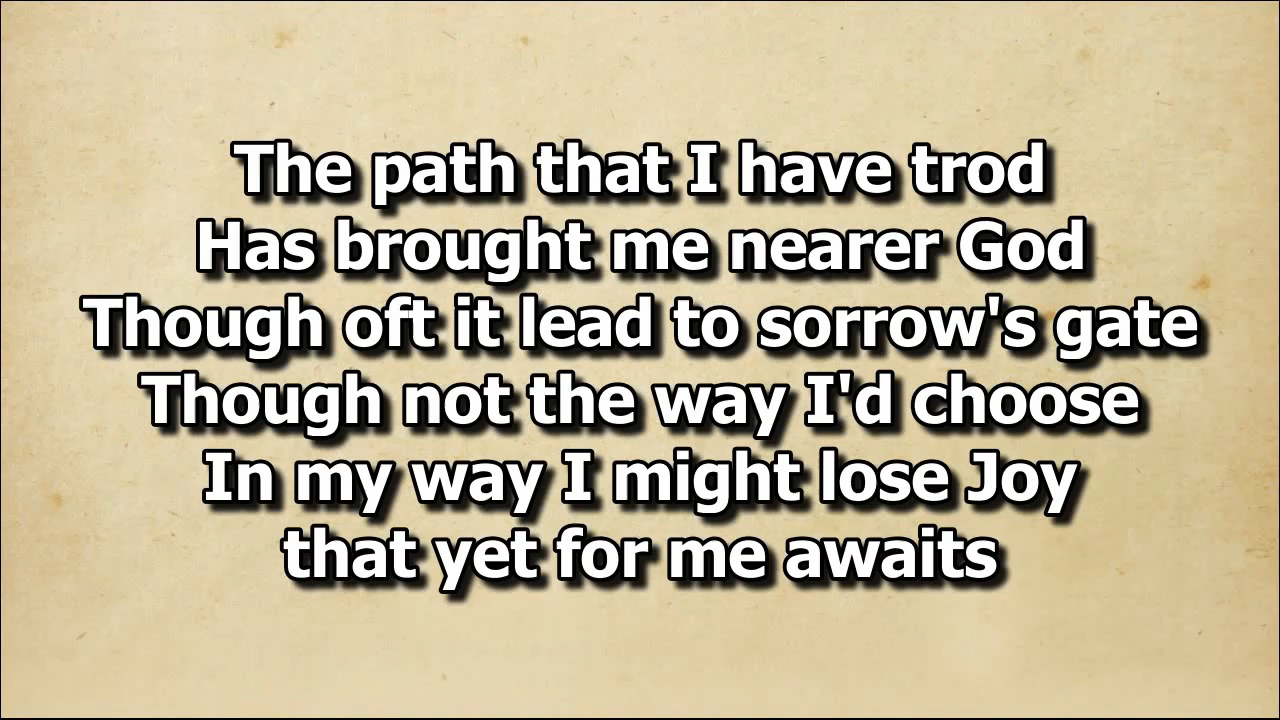 The path that I have trod
Has brought me nearer God
Though oft it lead to sorrow's gate
Though not the way I'd choose
In my way I might lose Joy
that yet for me awaits